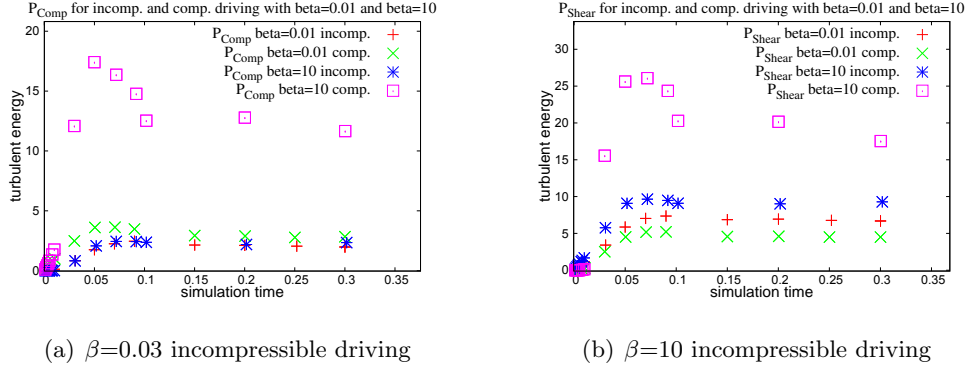 P_Comp for incomp. and comp. driving with beta=0.01 and beta=10
turbulent energy
20
15
10
5
0
P_Comp beta=0.01 incomp.
P_Comp beta=0.01 comp.
P_Comp beta=10 incomp.
P_Comp beta=10 comp.
0 0.05 0.1 0.15 0.2 0.25 0.3 0.35
simulation time
(a) β=0.03 incompressible driving
P_Shear for incomp. and comp. driving with beta=0.01 and beta=10
turbulent energy
30
25
20
15
10
5
0
P_Shear beta=0.01 incomp.
P_Shear beta=0.01 comp.
P_Shear beta=10 incomp.
P_Shear beta=10 comp.
0 0.05 0.1 0.15 0.2 0.25 0.3 0.35
simulation time
(b) β=10 incompressible driving